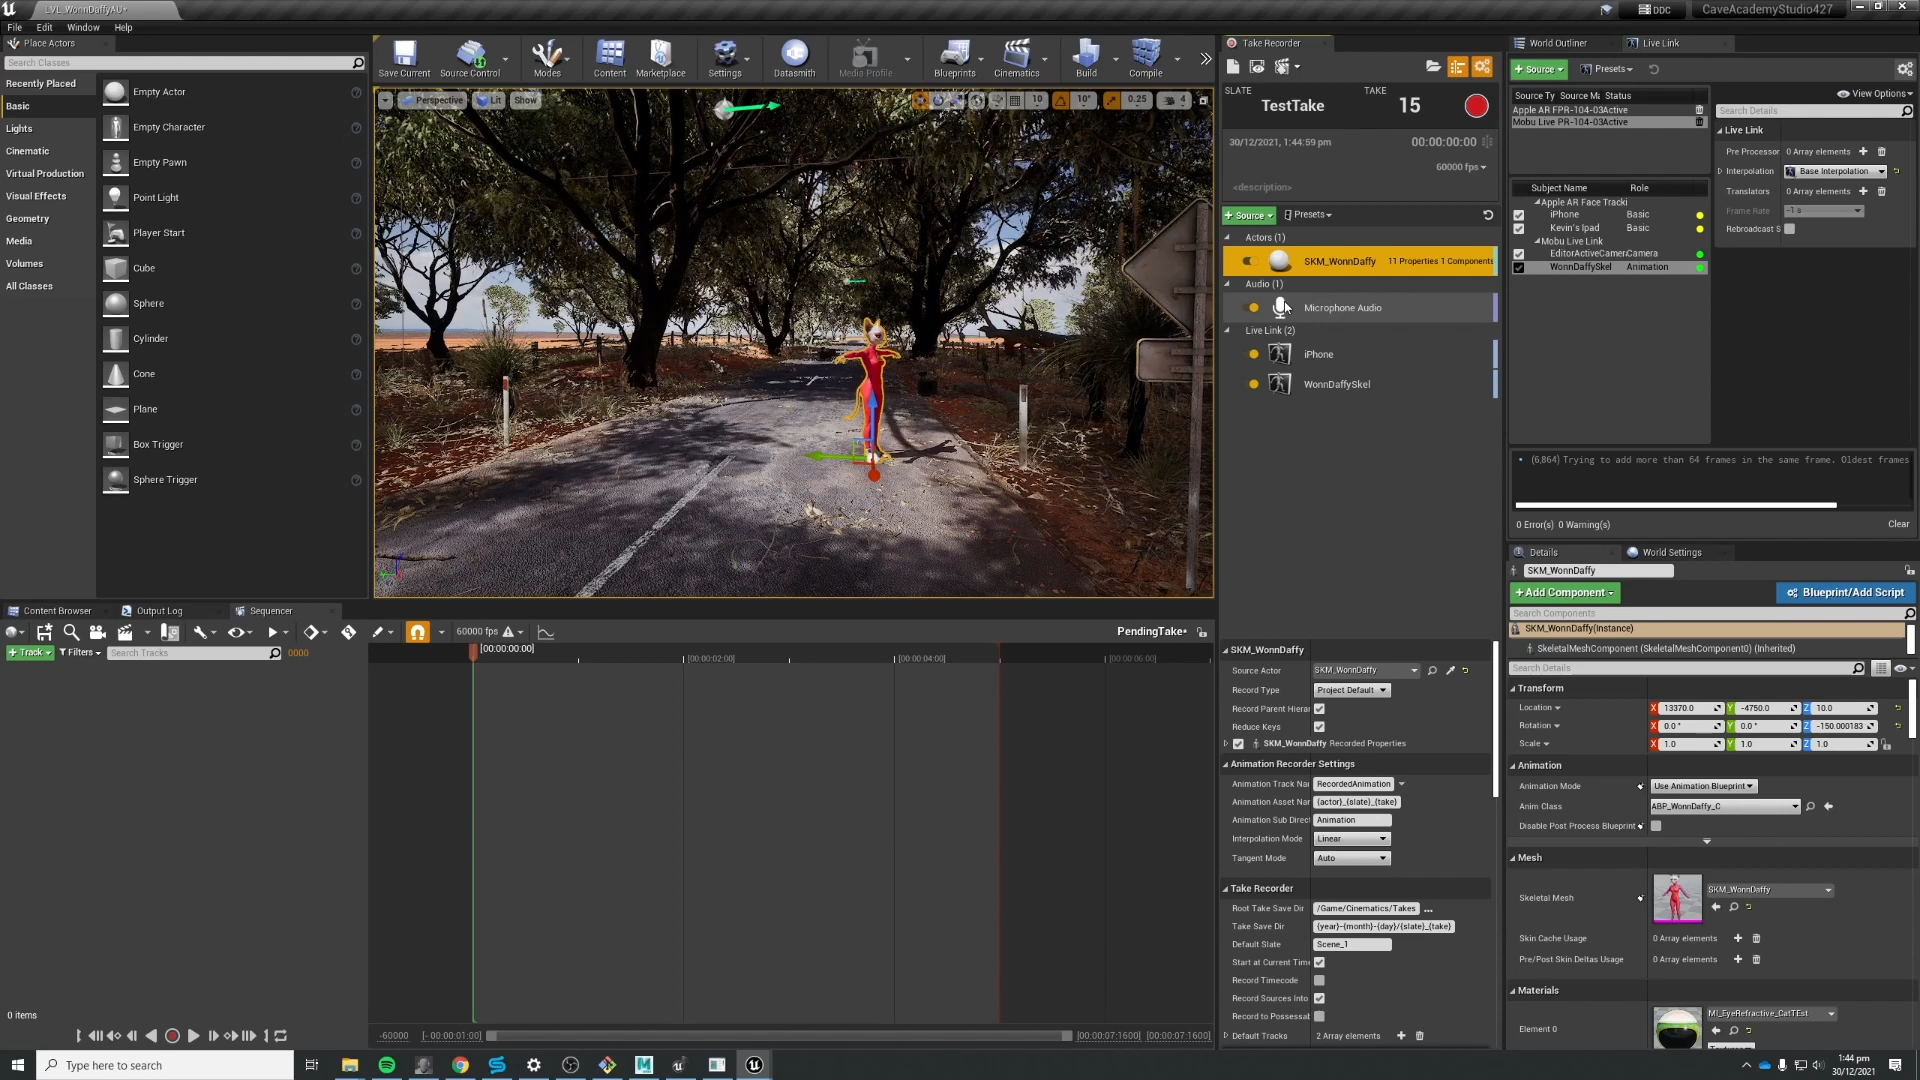 LVL_WonnDaffyAU*
DDC
CaveAcademyStudio427
File Edit Window Help
Place Actors
Search Classes
Recently Placed
Basic
Lights
Cinematic
Virtual Production
Visual Effects
Geometry
Media
Volumes
All Classes
Empty Actor
Empty Character
Empty Pawn
Point Light
Player Start
Cube
Sphere
Cylinder
Cone
Plane
Box Trigger
Sphere Trigger
Save Current
Source Control
Modes
Content
Marketplace
Settings
Datasmith
Media Profile
Blueprints
Cinematics
Build
Compile
Perspective Lit Show
10 10° 0.25 4
Take Recorder
SLATE
TestTake
TAKE
15
30/12/2021, 1:44:59 pm
00:00:00:00
60000 fps
<description>
+ Source
Presets
Actors (1)
SKM_WonnDaffy 11 Properties 1 Components
Audio (1)
Microphone Audio
Live Link (2)
iPhone
WonnDaffySkel
World Outliner
Live Link
+ Source
Presets
Source Ty Source Ma Status
Apple AR FPR-104-03Active
Mobu Live PR-104-03Active
Subject Name Role
Apple AR Face Tracki
iPhone Basic
Kevin's Ipad Basic
Mobu Live Link
EditorActiveCamerCamera
WonnDaffySkel Animation
View Options
Search Details
Live Link
Pre Processor 0 Array elements
Interpolation Base Interpolation
Translators 0 Array elements
Frame Rate -1 s
Rebroadcast S
(6,864) Trying to add more than 64 frames in the same frame. Oldest frames
0 Error(s) 0 Warning(s)
Clear
Details
World Settings
SKM_WonnDaffy
+ Add Component
Blueprint/Add Script
Search Components
SKM_WonnDaffy(Instance)
SkeletalMeshComponent (SkeletalMeshComponent0) (Inherited)
Search Details
Transform
Location X 13370.0 Y -4750.0 Z 10.0
Rotation X 0.0° Y 0.0° Z -150.000183
Scale X 1.0 Y 1.0 Z 1.0
Animation
Animation Mode Use Animation Blueprint
Anim Class ABP_WonnDaffy_C
Disable Post Process Blueprint
Mesh
Skeletal Mesh SKM_WonnDaffy
Skin Cache Usage 0 Array elements
Pre/Post Skin Deltas Usage 0 Array elements
Materials
Element 0 MI_EyeRefractive_CatTEst
Content Browser
Output Log
Sequencer
60000 fps
PendingTake*
+ Track
Filters
Search Tracks
0000
[00:00:00:00]
[00:00:02:00]
[00:00:04:00]
[00:00:06:00]
0 items
-60000
[- 00:00:01:00]
[00:00:07:1600]
[00:00:07:1600]
SKM_WonnDaffy
Source Actor SKM_WonnDaffy
Record Type Project Default
Record Parent Hierar
Reduce Keys
SKM_WonnDaffy Recorded Properties
Animation Recorder Settings
Animation Track Nar RecordedAnimation
Animation Asset Nar {actor}_{slate}_{take}
Animation Sub Direct Animation
Interpolation Mode Linear
Tangent Mode Auto
Take Recorder
Root Take Save Dir /Game/Cinematics/Takes
Take Save Dir {year}-{month}-{day}/{slate}_{take}
Default Slate Scene_1
Start at Current Time
Record Timecode
Record Sources Into
Record to Possessab
Default Tracks 2 Array elements
Type here to search
1:44 pm
30/12/2021